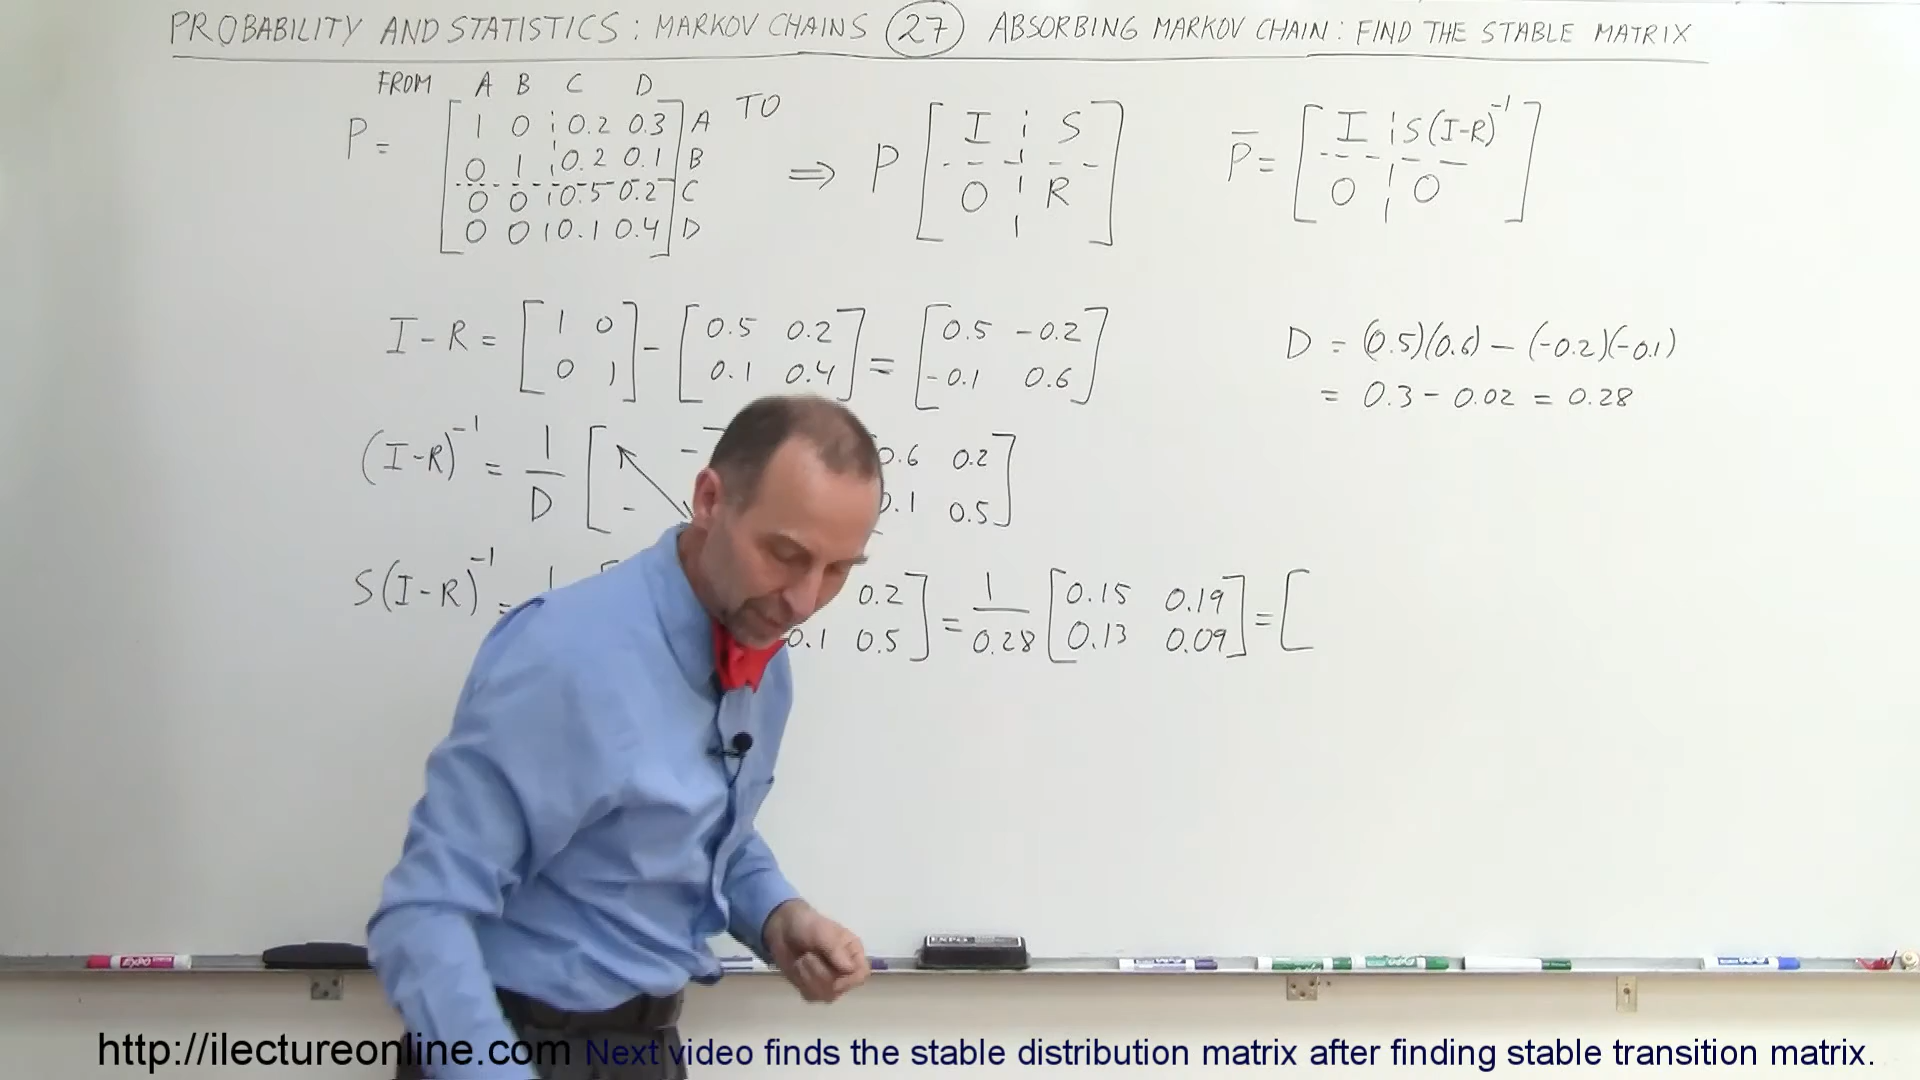 PROBABILITY AND STATISTICS : MARKOV CHAINS 27 ABSORBING MARKOV CHAIN : FIND THE STABLE MATRIX
FROM A B C D TO
P = [ 1 0 0.2 0.3 ] A
0 1 0.2 0.1 B
0 0 0.5 0.2 C
0 0 0.1 0.4 D
⇒ P [ I S
0 R ]
P̄ = [ I S(I-R)⁻¹
0 0 ]
I - R = [ 1 0 ] - [ 0.5 0.2 ] = [ 0.5 -0.2 ]
0 1 0.1 0.4 -0.1 0.6
D = (0.5)(0.6) - (-0.2)(-0.1)
= 0.3 - 0.02 = 0.28
(I-R)⁻¹ = 1/D [ - 0.6 0.2 ]
- 0.1 0.5
S(I-R)⁻¹ = 1 [ 0.2 ] = 1/0.28 [ 0.15 0.19 ] = [
0.1 0.5 0.13 0.09
EXPO
EXPO
http://ilectureonline.com Next video finds the stable distribution matrix after finding stable transition matrix.